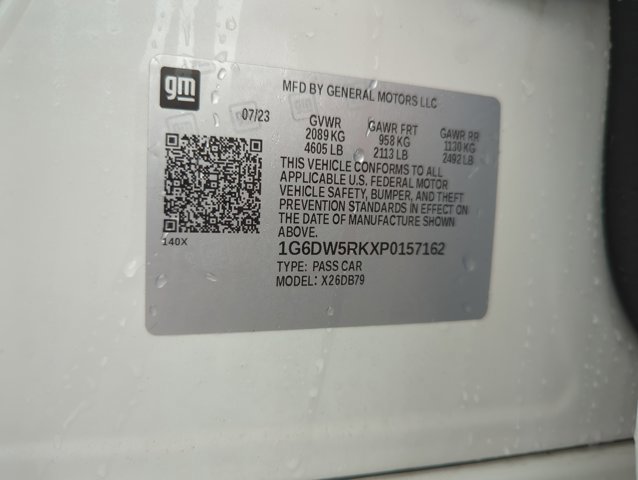 gm
MFD BY GENERAL MOTORS LLC
07/23 GVWR GAWR FRT GAWR RR
2089 KG 958 KG 1130 KG
4605 LB 2113 LB 2492 LB
THIS VEHICLE CONFORMS TO ALL
APPLICABLE U.S. FEDERAL MOTOR
VEHICLE SAFETY, BUMPER, AND THEFT
PREVENTION STANDARDS IN EFFECT ON
THE DATE OF MANUFACTURE SHOWN
ABOVE.
140X
1G6DW5RKXP0157162
TYPE: PASS CAR
MODEL: X26DB79